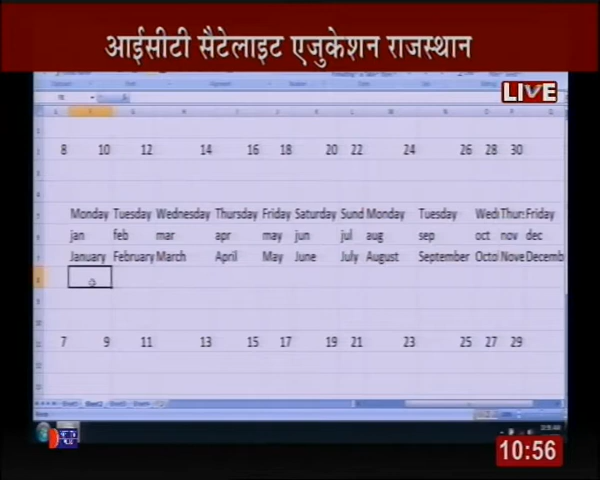 आईसीटी सैटेलाइट एजुकेशन राजस्थान
LIVE
8 10 12 14 16 18 20 22 24 26 28 30
Monday Tuesday Wednesday Thursday Friday Saturday Sund Monday Tuesday Wed Thur Friday
jan feb mar apr may jun jul aug sep oct nov dec
January February March April May June July August September Octo Nove Decemb
7 9 11 13 15 17 19 21 23 25 27 29
10:56